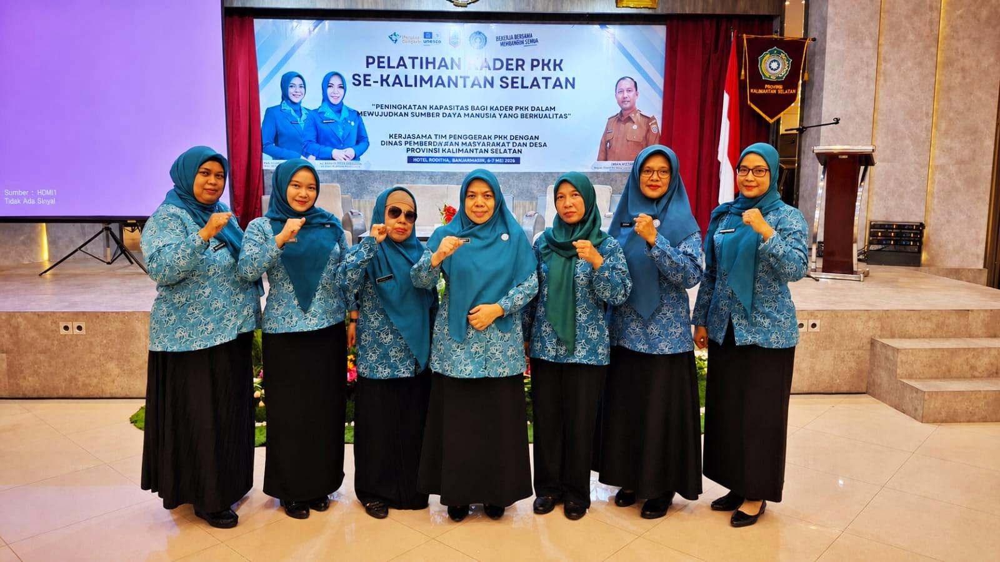 unesco
BEKERJA BERSAMA
MEMBANGUN SEMUA
PELATIHAN KADER PKK
SE-KALIMANTAN SELATAN
"PENINGKATAN KAPASITAS BAGI KADER PKK DALAM
MEWUJUDKAN SUMBER DAYA MANUSIA YANG BERKUALITAS"
KERJASAMA TIM PENGGERAK PKK DENGAN
DINAS PEMBERDAYAAN MASYARAKAT DAN DESA
PROVINSI KALIMANTAN SELATAN
HOTEL RODITHA, BANJARMASIN, 6-7 MEI 2026
PROVINSI
KALIMANTAN SELATAN
Sumber : HDMI1
Tidak Ada Sinyal